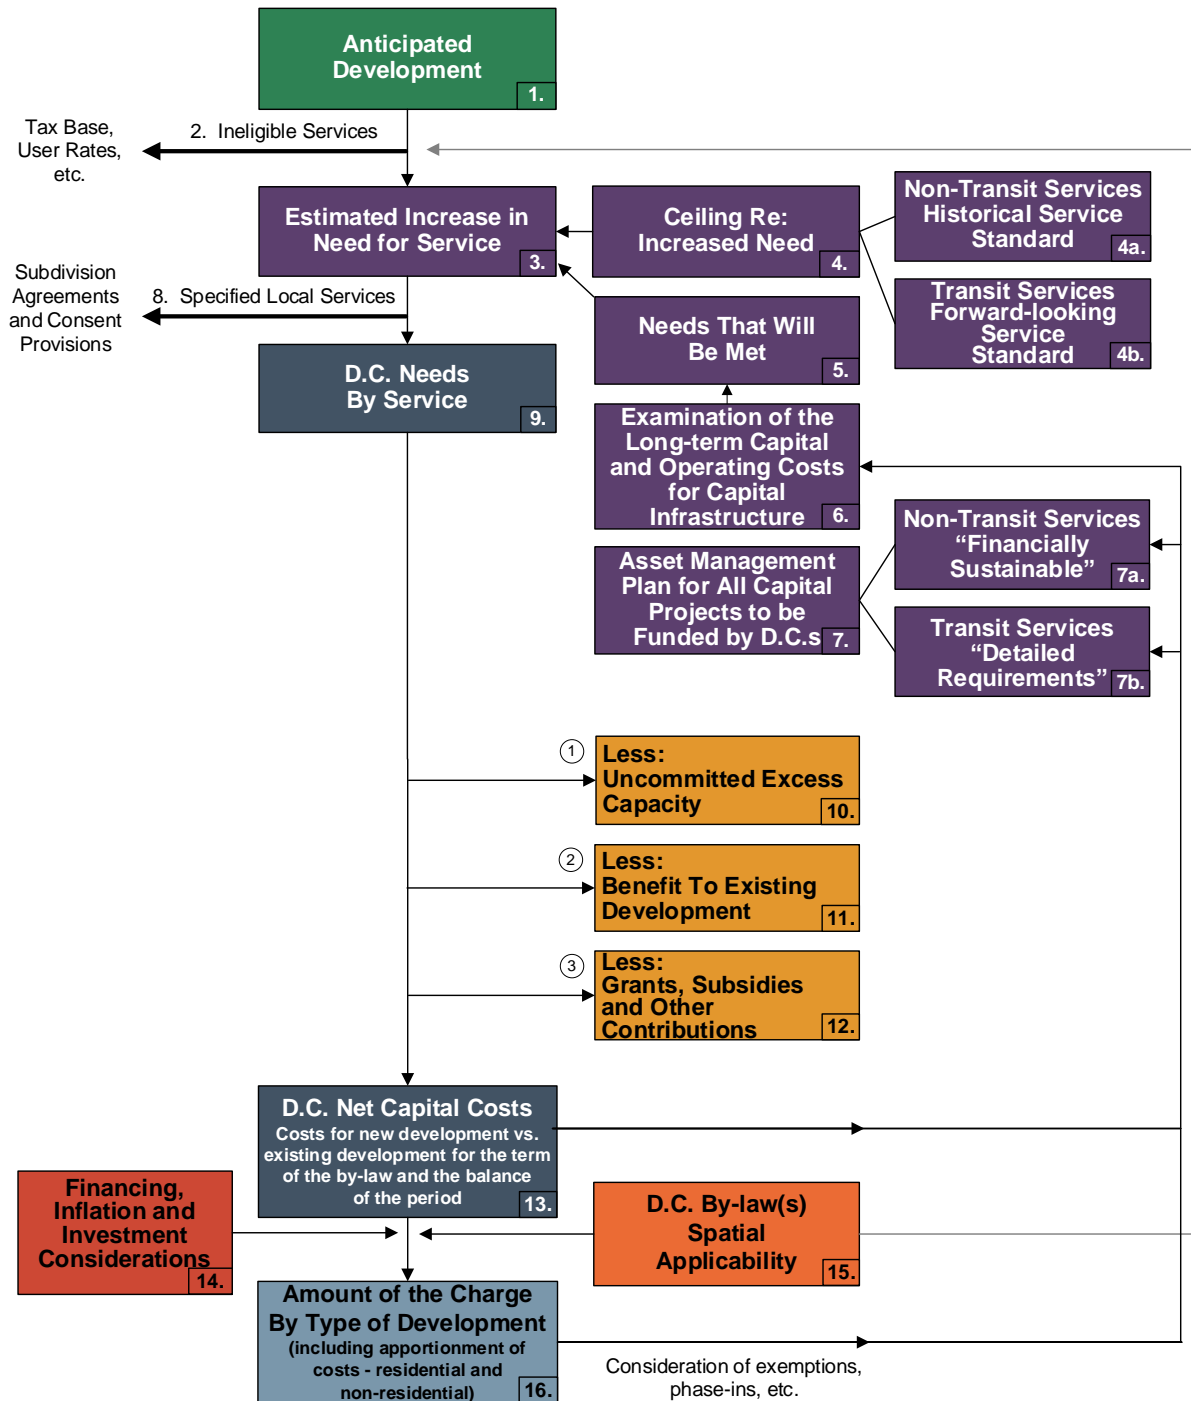 Anticipated
Development
1.
Tax Base,
User Rates,
etc.
2.  Ineligible Services
Estimated Increase in
Need for Service
3.
Ceiling Re:
Increased Need
4.
Non-Transit Services
Historical Service
Standard
4a.
Transit Services
Forward-looking
Service
Standard
4b.
Subdivision
Agreements
and Consent
Provisions
8.  Specified Local Services
Needs That Will
Be Met
5.
D.C. Needs
By Service
9.
Examination of the
Long-term Capital
and Operating Costs
for Capital
Infrastructure
6.
Asset Management
Plan for All Capital
Projects to be
Funded by D.C.s
7.
Non-Transit Services
“Financially
Sustainable”
7a.
Transit Services
“Detailed
Requirements”
7b.
1
Less:
Uncommitted Excess
Capacity
10.
2
Less:
Benefit To Existing
Development
11.
3
Less:
Grants, Subsidies
and Other
Contributions
12.
D.C. Net Capital Costs
Costs for new development vs.
existing development for the term
of the by-law and the balance
of the period
13.
Financing,
Inflation and
Investment
Considerations
14.
D.C. By-law(s)
Spatial
Applicability
15.
Amount of the Charge
By Type of Development
(including apportionment of
costs - residential and
non-residential)
16.
Consideration of exemptions,
phase-ins, etc.